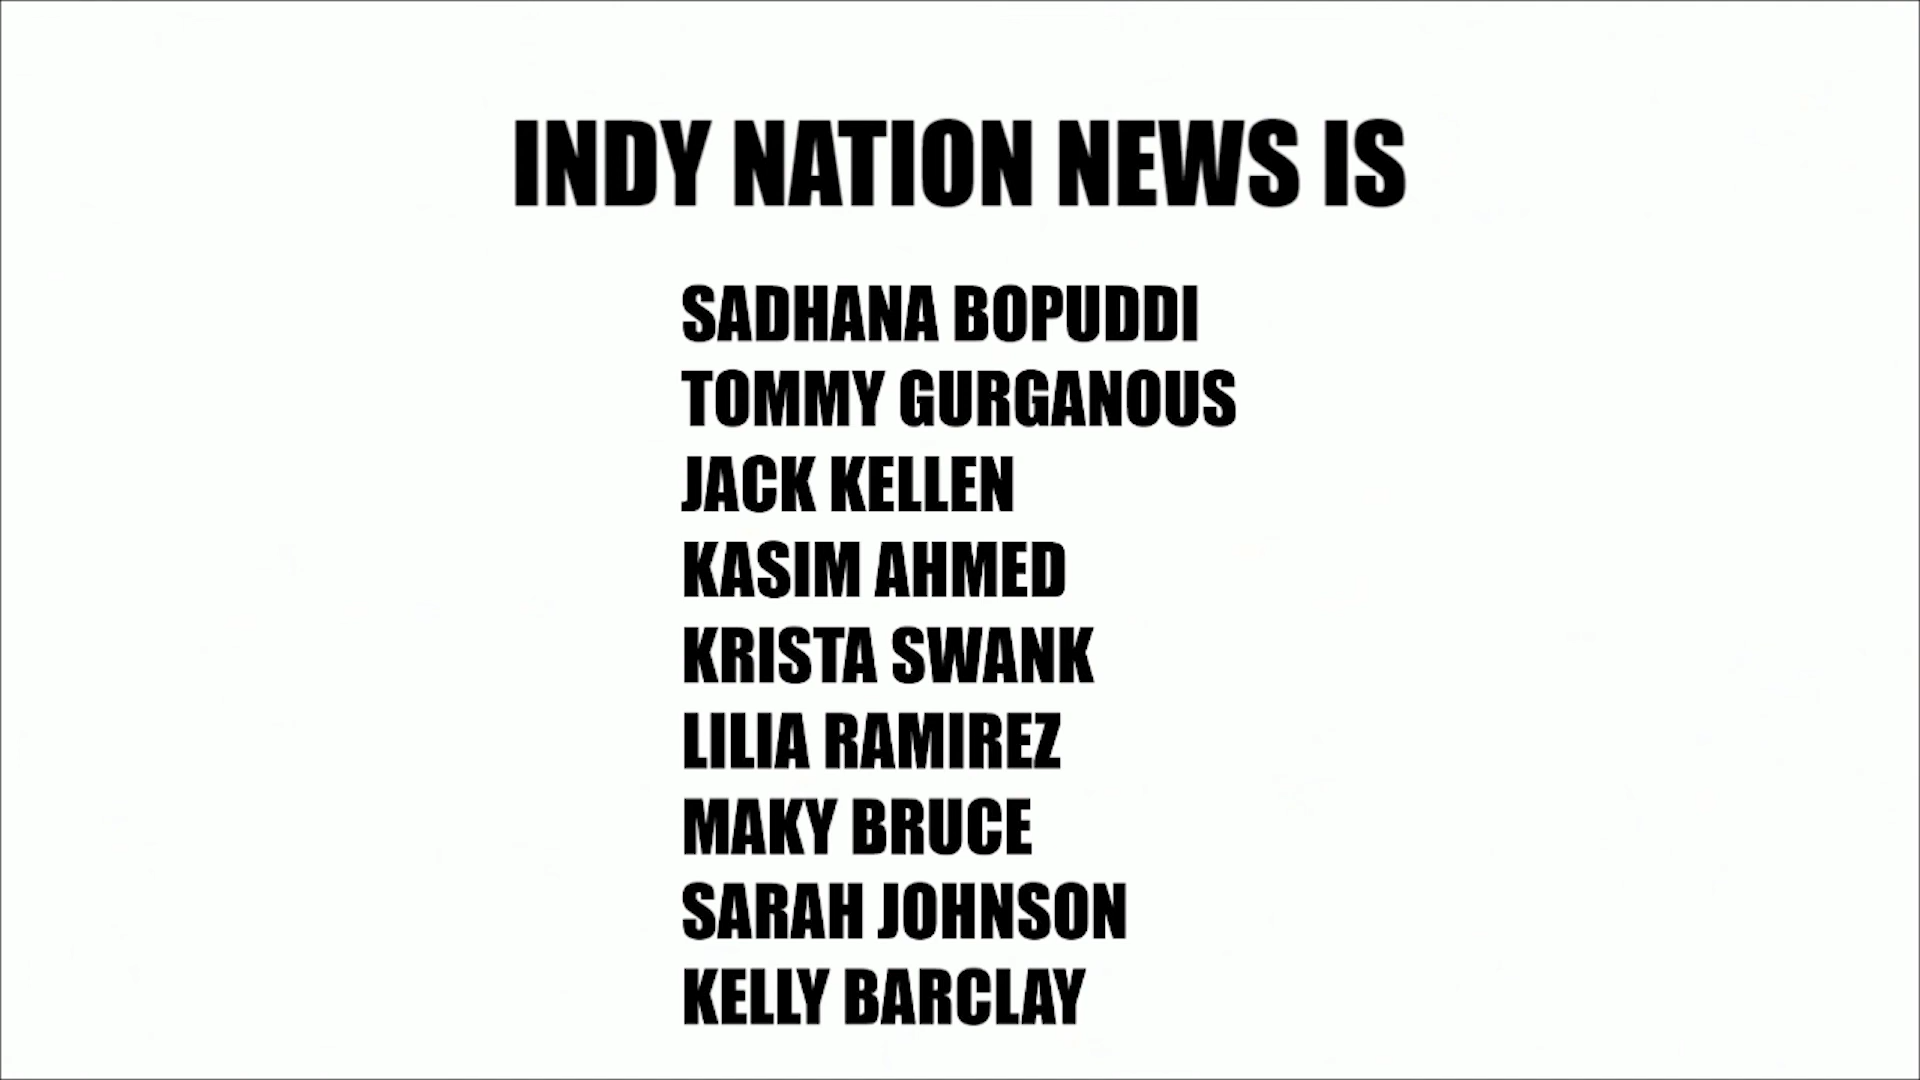 INDY NATION NEWS IS
SADHANA BOPUDDI
TOMMY GURGANOUS
JACK KELLEN
KASIM AHMED
KRISTA SWANK
LILIA RAMIREZ
MAKY BRUCE
SARAH JOHNSON
KELLY BARCLAY